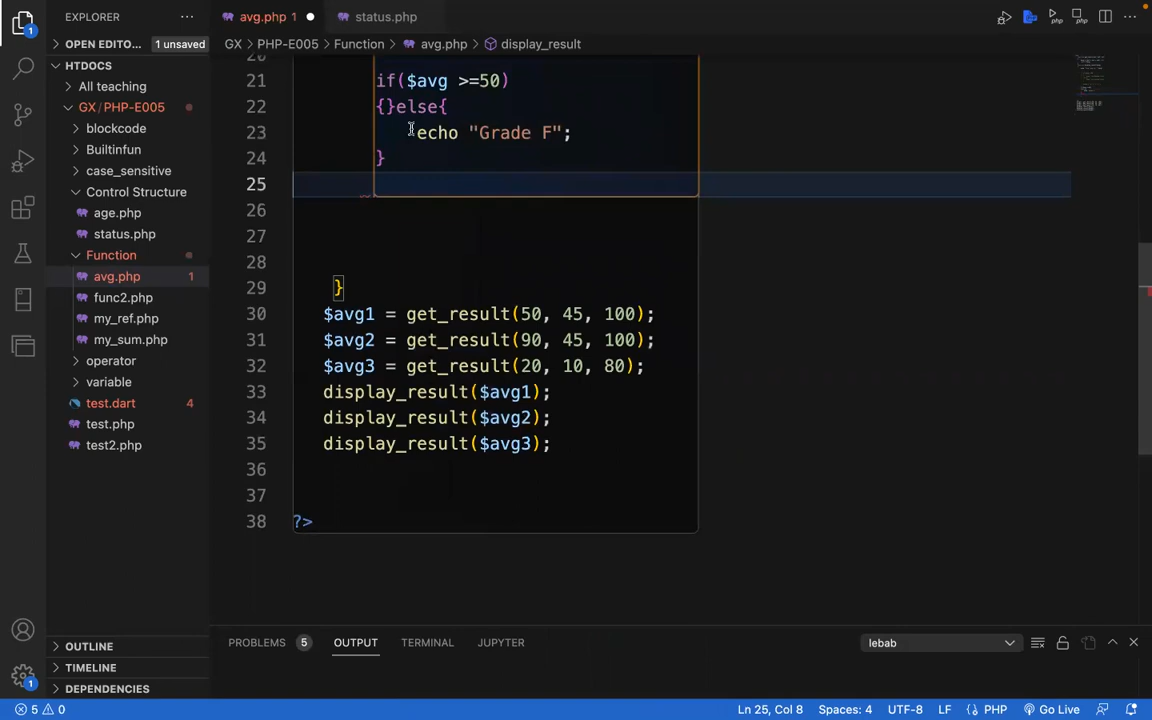 EXPLORER
avg.php 1
status.php
1
OPEN EDITO... 1 unsaved
GX > PHP-E005 > Function > avg.php > display_result
HTDOCS
All teaching
GX / PHP-E005
blockcode
Builtinfun
case_sensitive
Control Structure
age.php
status.php
Function
avg.php 1
func2.php
my_ref.php
my_sum.php
operator
variable
test.dart 4
test.php
test2.php
OUTLINE
TIMELINE
DEPENDENCIES
1
20
21 if($avg >=50)
22 {}else{
23 echo "Grade F";
24 }
25
26
27
28
29 }
30 $avg1 = get_result(50, 45, 100);
31 $avg2 = get_result(90, 45, 100);
32 $avg3 = get_result(20, 10, 80);
33 display_result($avg1);
34 display_result($avg2);
35 display_result($avg3);
36
37
38 ?>
PROBLEMS 5 OUTPUT TERMINAL JUPYTER lebab
5 0 Ln 25, Col 8 Spaces: 4 UTF-8 LF {} PHP Go Live